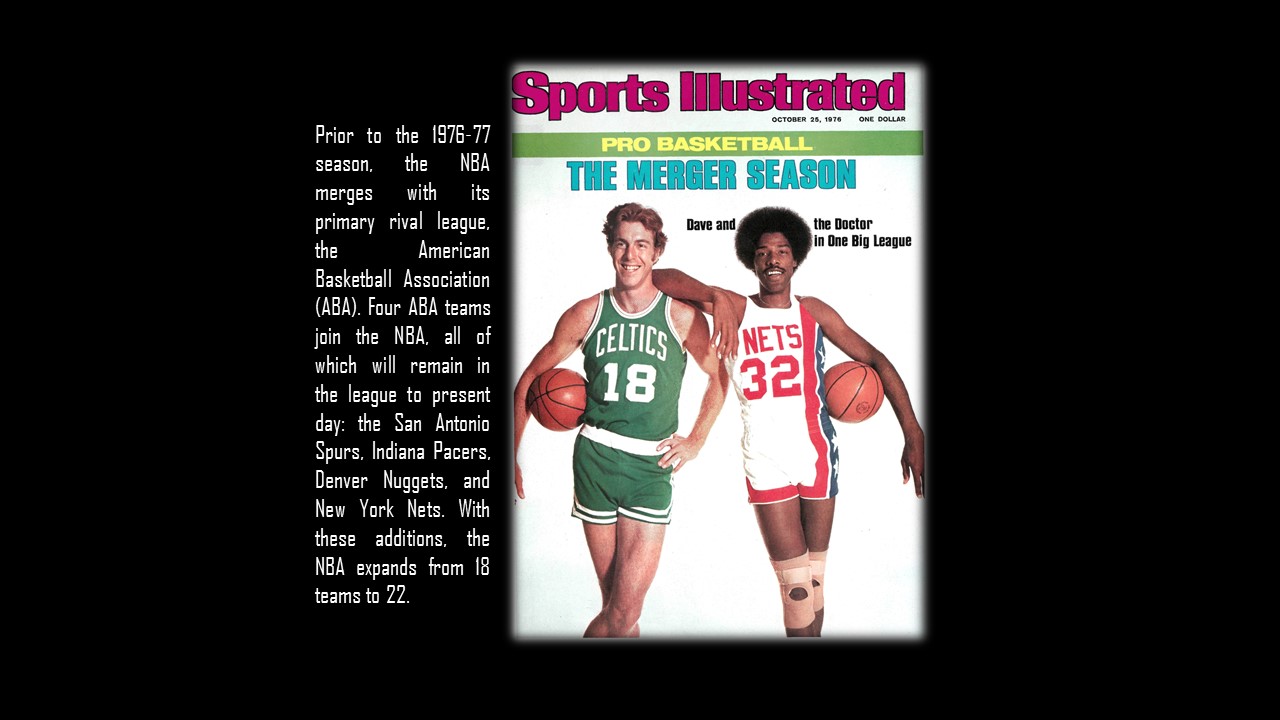 Prior to the 1976-77
season, the NBA
merges with its
primary rival league,
the American
Basketball Association
(ABA). Four ABA teams
join the NBA, all of
which will remain in
the league to present
day: the San Antonio
Spurs, Indiana Pacers,
Denver Nuggets, and
New York Nets. With
these additions, the
NBA expands from 18
teams to 22.
Sports Illustrated
OCTOBER 25, 1976 ONE DOLLAR
PRO BASKETBALL
THE MERGER SEASON
Dave and the Doctor
in One Big League
CELTICS
18
NETS
32